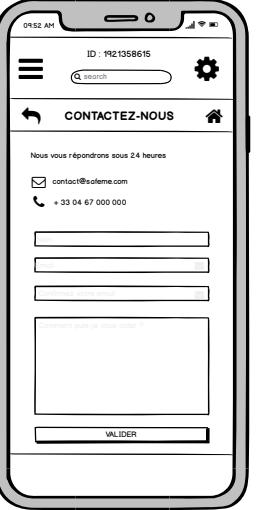 09:52 AM
ID : 1921358615
search
CONTACTEZ-NOUS
Nous vous répondrons sous 24 heures
contact@safeme.com
+ 33 04 67 000 000
Comment puis-je vous aider ?
VALIDER